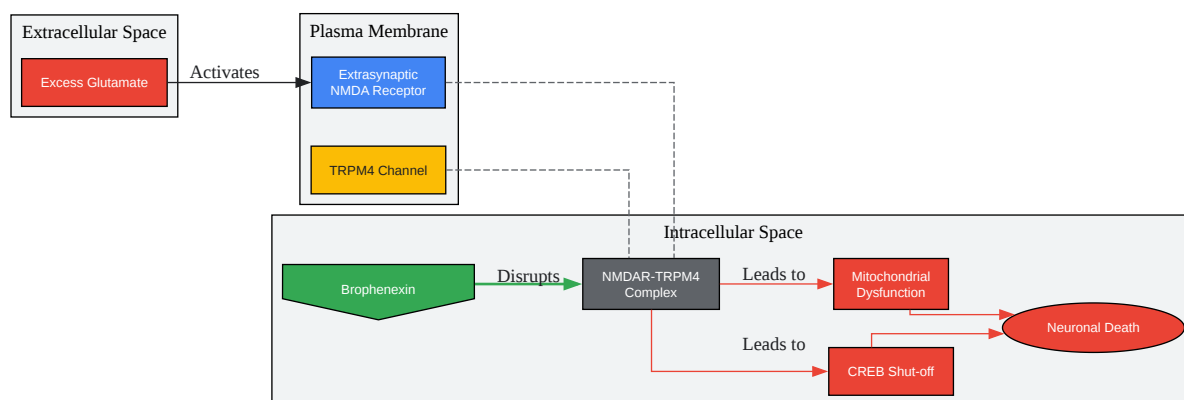 Extracellular Space
Excess Glutamate
Activates
Plasma Membrane
Extrasynaptic
NMDA Receptor
TRPM4 Channel
Intracellular Space
Brophenexin
Disrupts
NMDAR-TRPM4
Complex
Leads to
Mitochondrial
Dysfunction
Leads to
CREB Shut-off
Neuronal Death